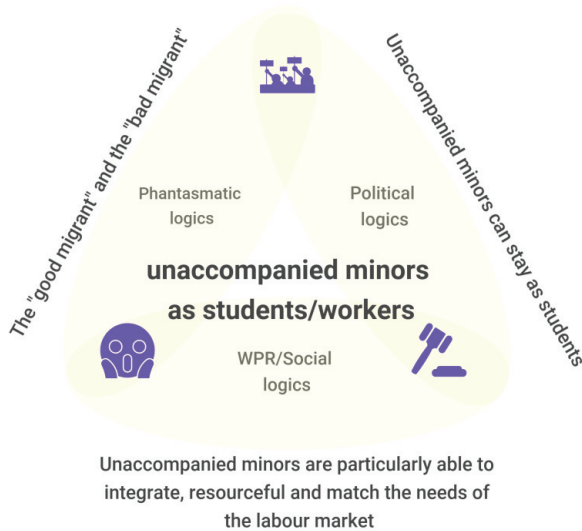 The "good migrant" and the "bad migrant"
Unaccompanied minors can stay as students
Phantasmatic
logics
Political
logics
unaccompanied minors
as students/workers
WPR/Social
logics
Unaccompanied minors are particularly able to
integrate, resourceful and match the needs of
the labour market